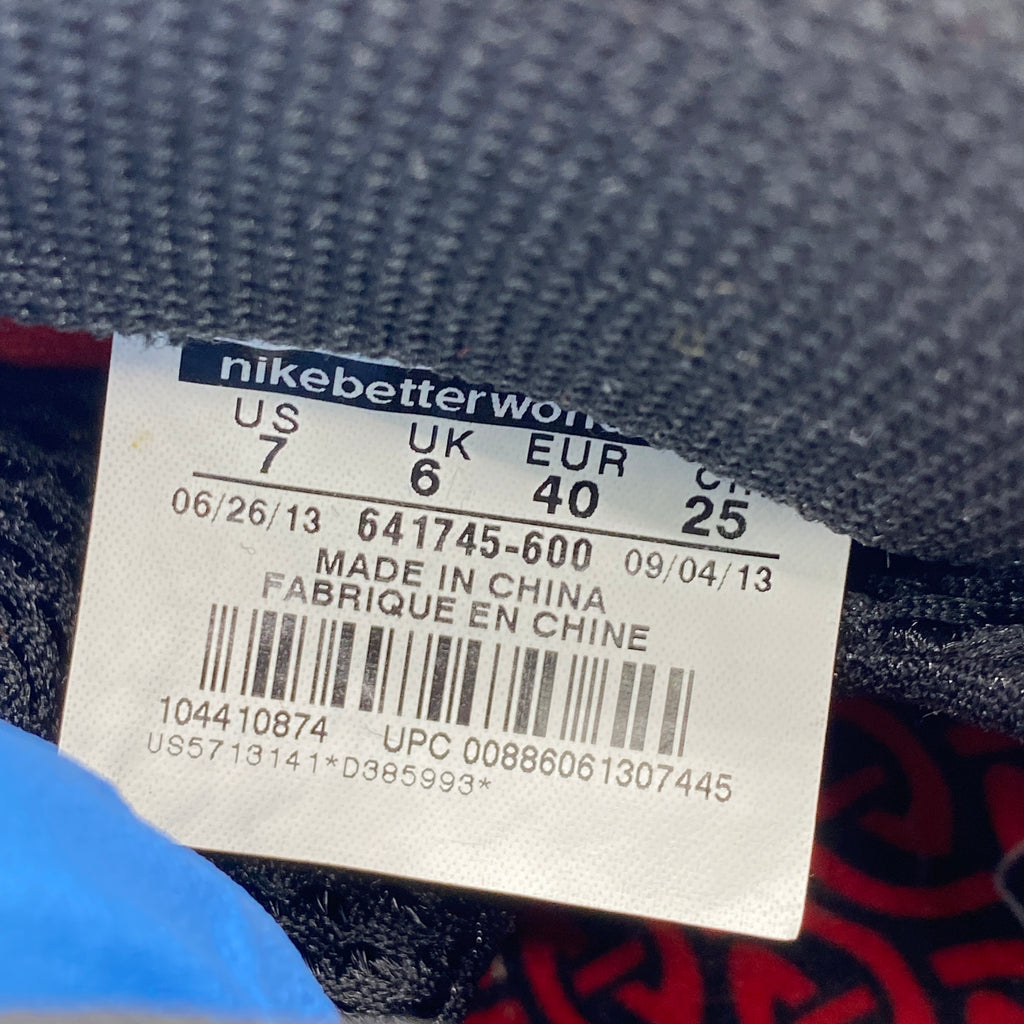 US UK EUR
7 6 40 25
06/26/13 641745-600 09/04/13
MADE IN CHINA
FABRIQUE EN CHINE
104410874 UPC 00886061307445
US5713141*D385993*